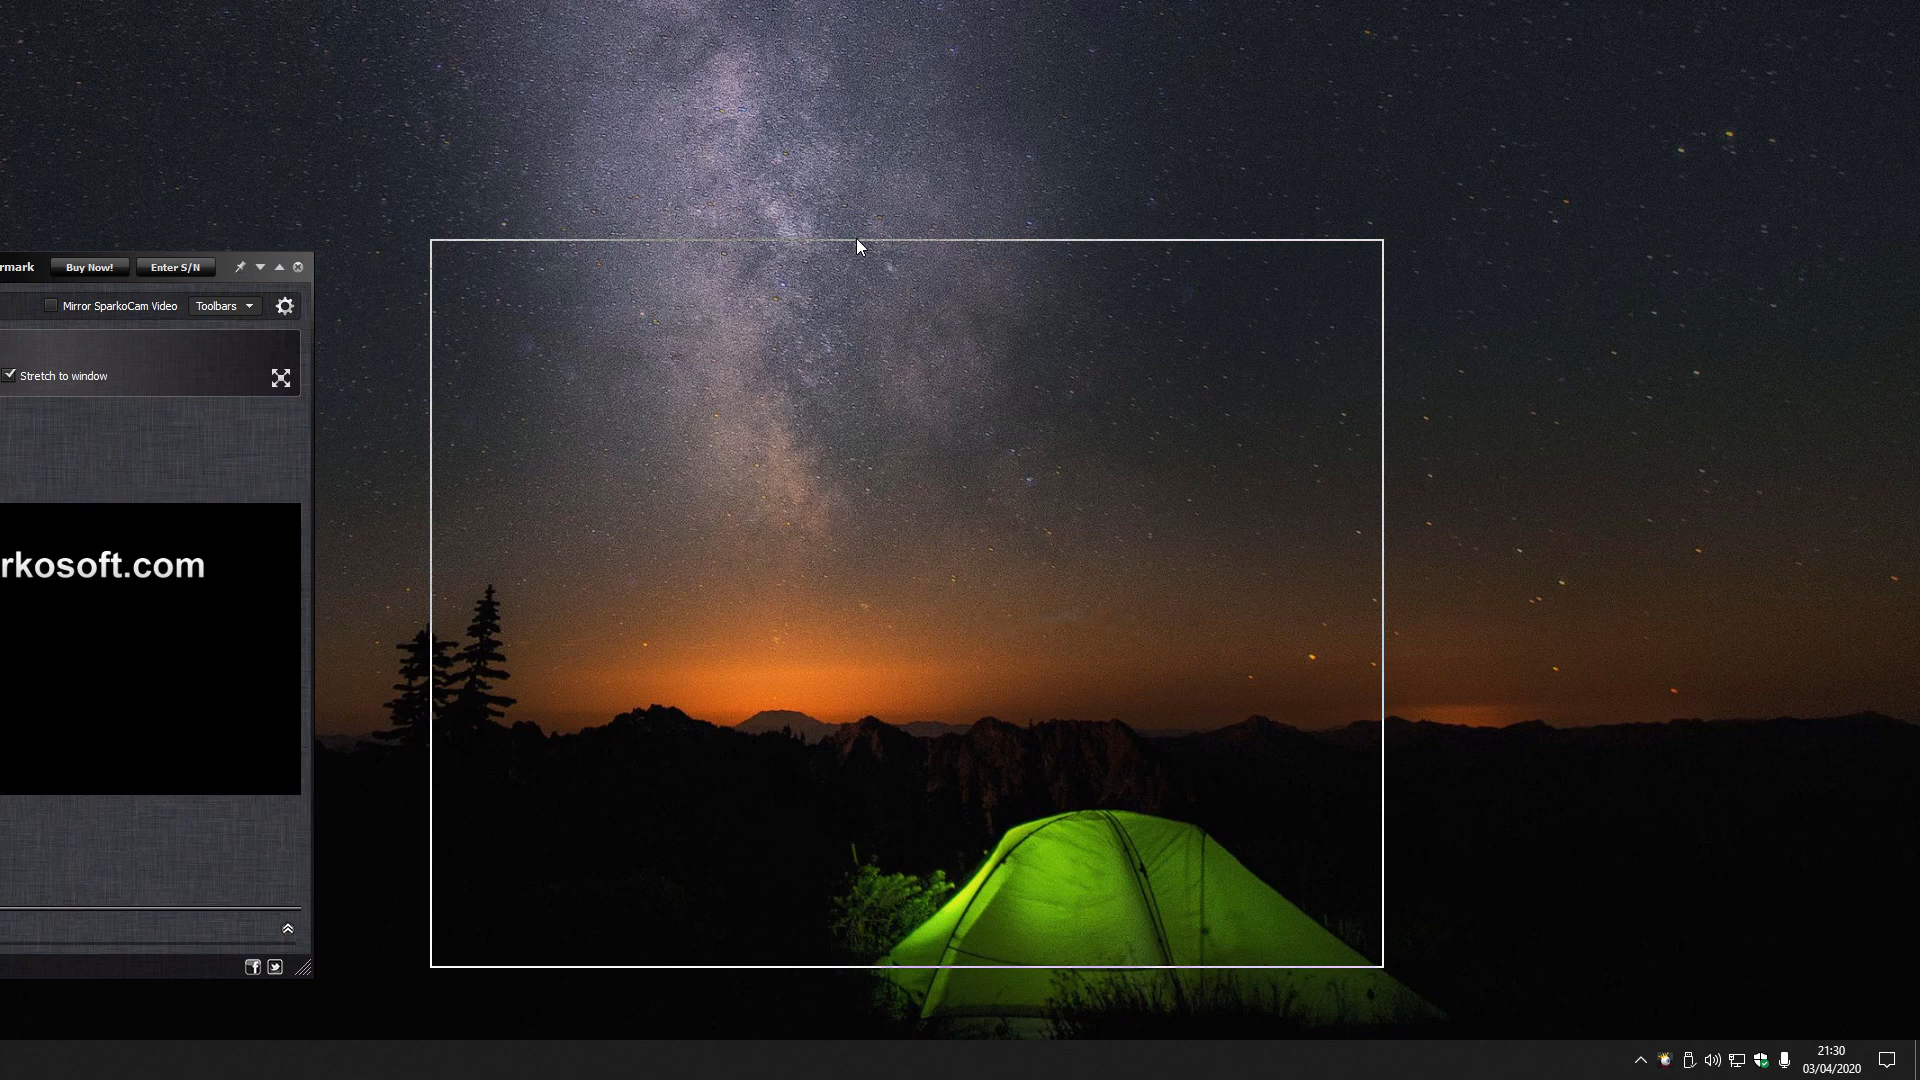 rmark Buy Now! Enter S/N
Mirror SparkoCam Video Toolbars
Stretch to window
rkosoft.com
21:30
03/04/2020